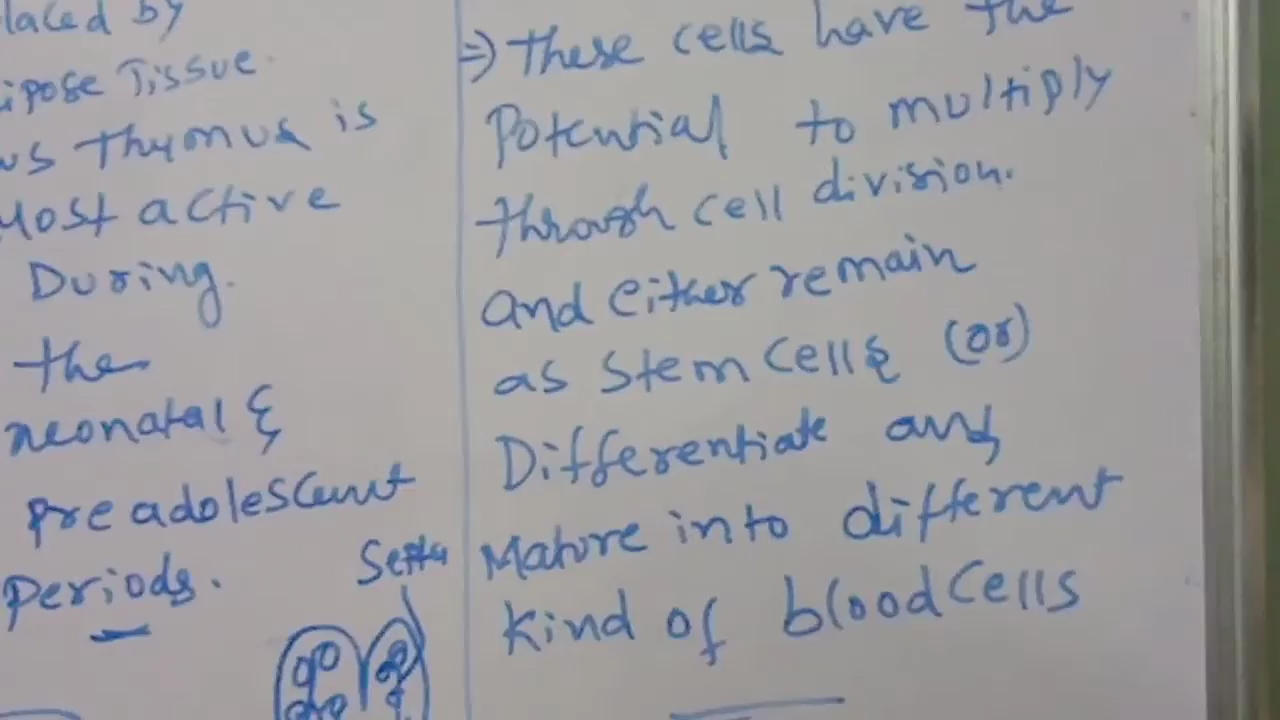 laced by
ipose Tissue.
us Thymus is
Most active
During.
the
neonatal &
preadolescent
Periods.
Septa
=) These cells have the
Potential to multiply
through cell division.
and either remain
as Stem Cells (or)
Differentiate and
Mature into different
Kind of blood Cells